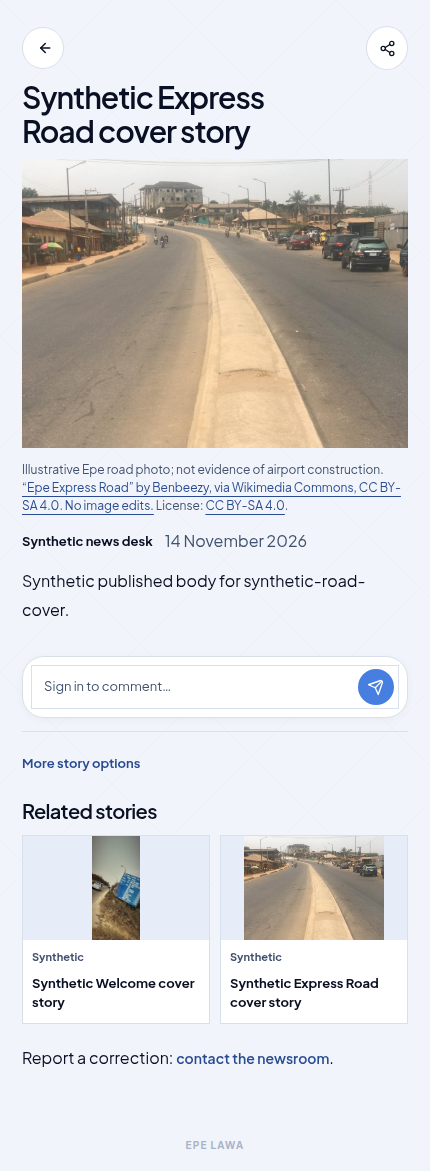 Synthetic Express
Road cover story
Illustrative Epe road photo; not evidence of airport construction.
“Epe Express Road” by Benbeezy, via Wikimedia Commons, CC BY-
SA 4.0. No image edits. License: CC BY-SA 4.0.
Synthetic news desk 14 November 2026
Synthetic published body for synthetic-road-
cover.
Sign in to comment…
More story options
Related stories
Synthetic
Synthetic Welcome cover
story
Synthetic
Synthetic Express Road
cover story
Report a correction: contact the newsroom.
EPE LAWA